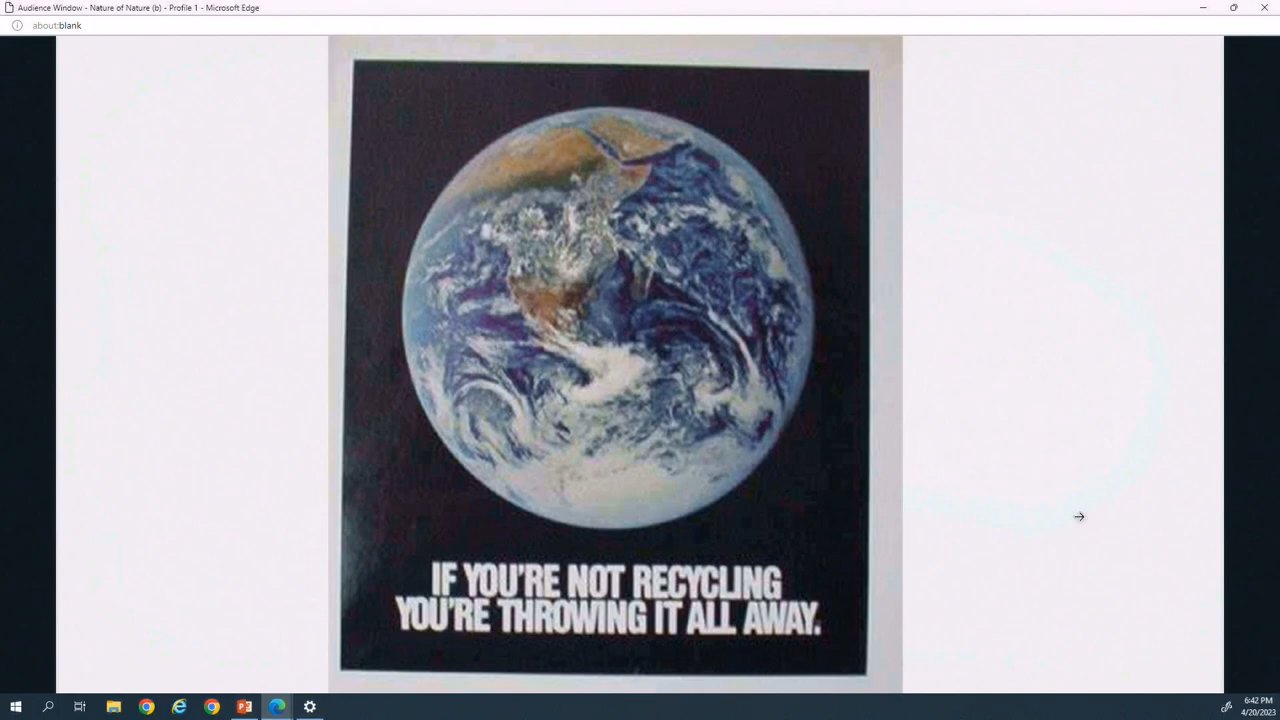 Audience Window - Nature of Nature (b) - Profile 1 - Microsoft Edge
about:blank
IF YOU'RE NOT RECYCLING
YOU'RE THROWING IT ALL AWAY.
6:42 PM
4/20/2023